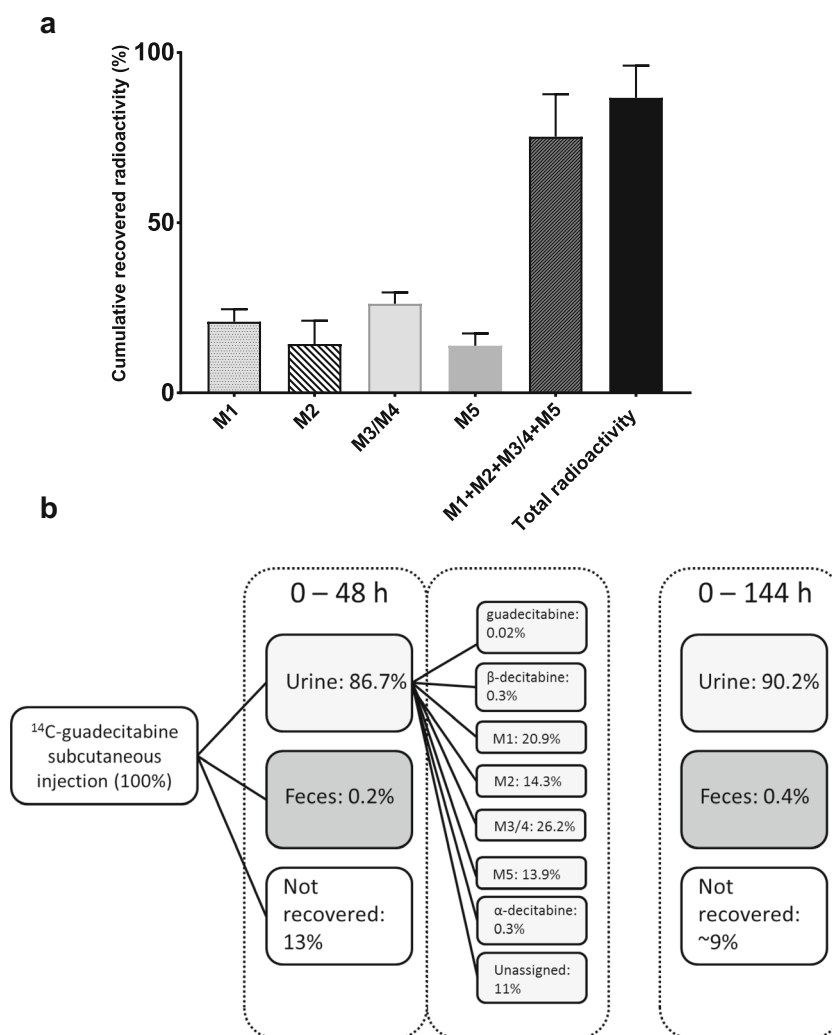 a
Cumulative recovered radioactivity (%)
100
50
0
M1
M2
M3/M4
M5
M1+M2+M3/4+M5
Total radioactivity
b
0 – 48 h
0 – 144 h
14C-guadecitabine
subcutaneous
injection (100%)
Urine: 86.7%
Feces: 0.2%
Not
recovered:
13%
guadecitabine:
0.02%
β-decitabine:
0.3%
M1: 20.9%
M2: 14.3%
M3/4: 26.2%
M5: 13.9%
α-decitabine:
0.3%
Unassigned:
11%
Urine: 90.2%
Feces: 0.4%
Not
recovered:
~9%